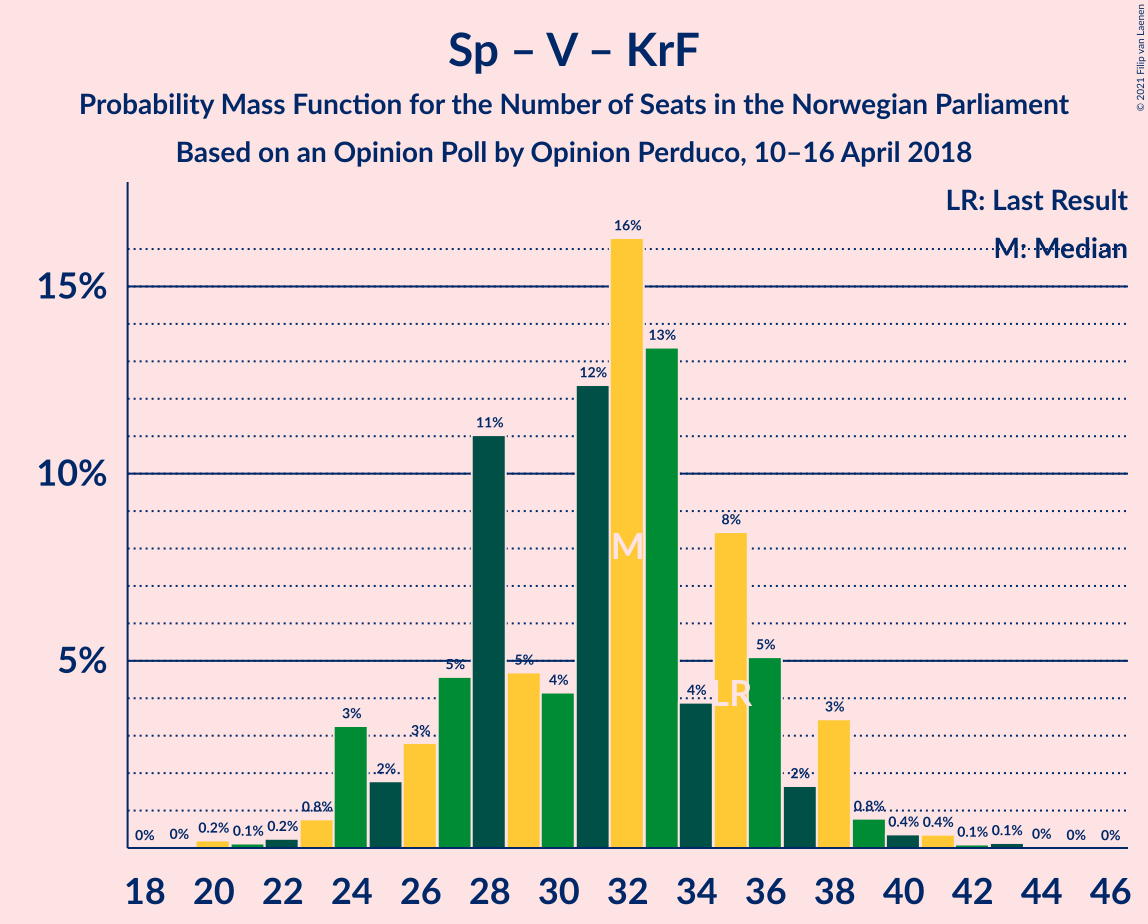 Sp – V – KrF
Probability Mass Function for the Number of Seats in the Norwegian Parliament
Based on an Opinion Poll by Opinion Perduco, 10–16 April 2018
© 2021 Filip van Laenen
LR: Last Result
M: Median
15%
10%
5%
0% 0% 0.2% 0.1% 0.2% 0.8% 3% 2% 3% 5% 11% 5% 4% 12% 16% 13% 4% 8% 5% 2% 3% 0.8% 0.4% 0.4% 0.1% 0.1% 0% 0% 0%
M
LR
18 20 22 24 26 28 30 32 34 36 38 40 42 44 46